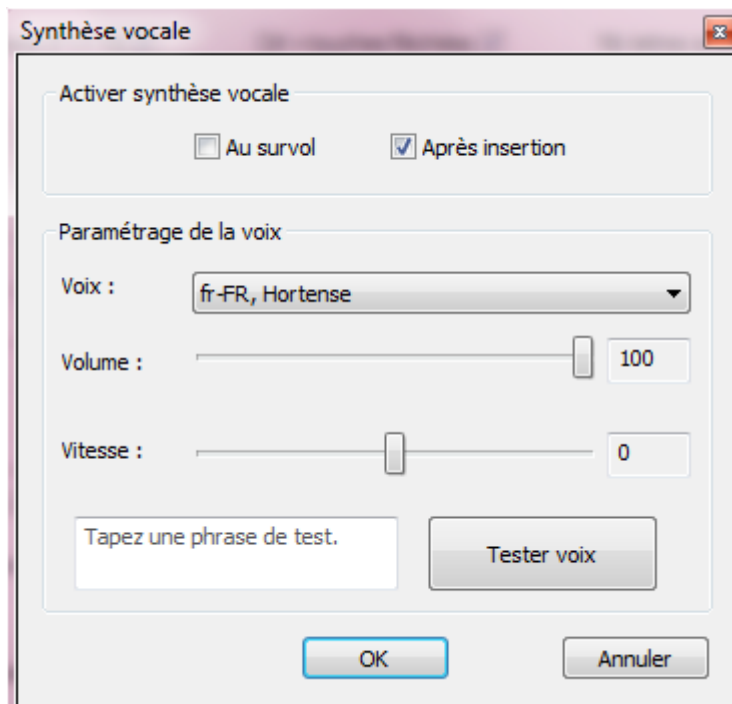 Synthèse vocale
Activer synthèse vocale
Au survol Après insertion
Paramétrage de la voix
Voix : fr-FR, Hortense
Volume : 100
Vitesse : 0
Tapez une phrase de test. Tester voix
OK Annuler